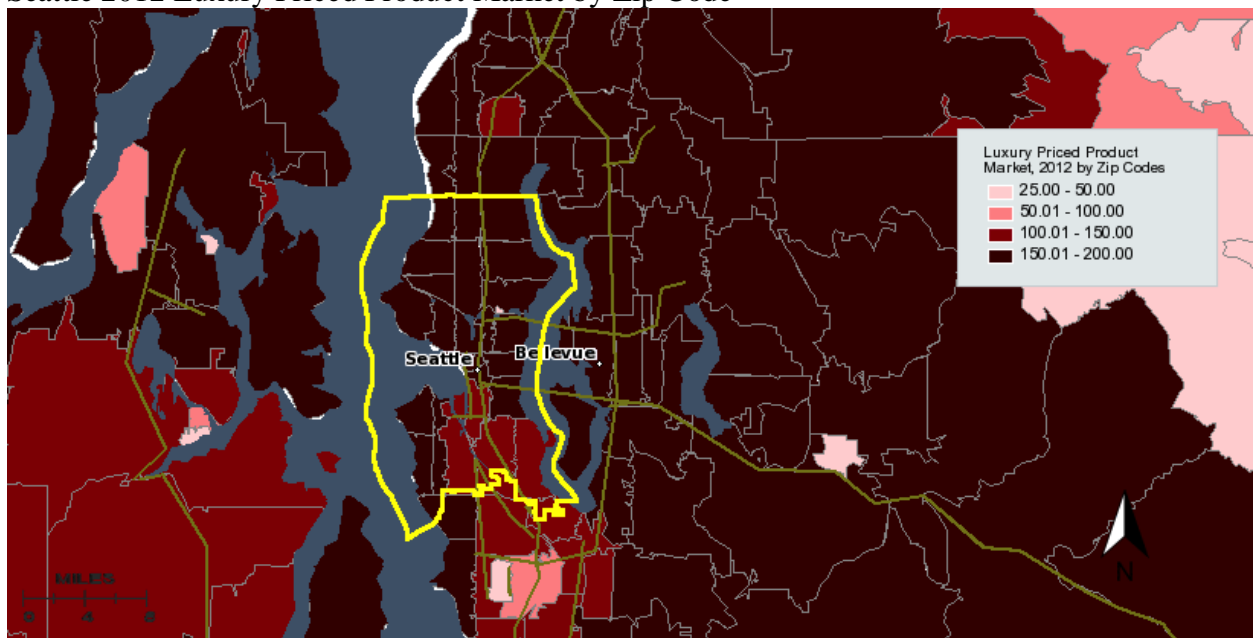 Seattle 2012 Luxury Priced Product Market by Zip Code
Luxury Priced Product
Market, 2012 by Zip Codes
25.00 - 50.00
50.01 - 100.00
100.01 - 150.00
150.01 - 200.00
Seattle
Bellevue
MILES
N